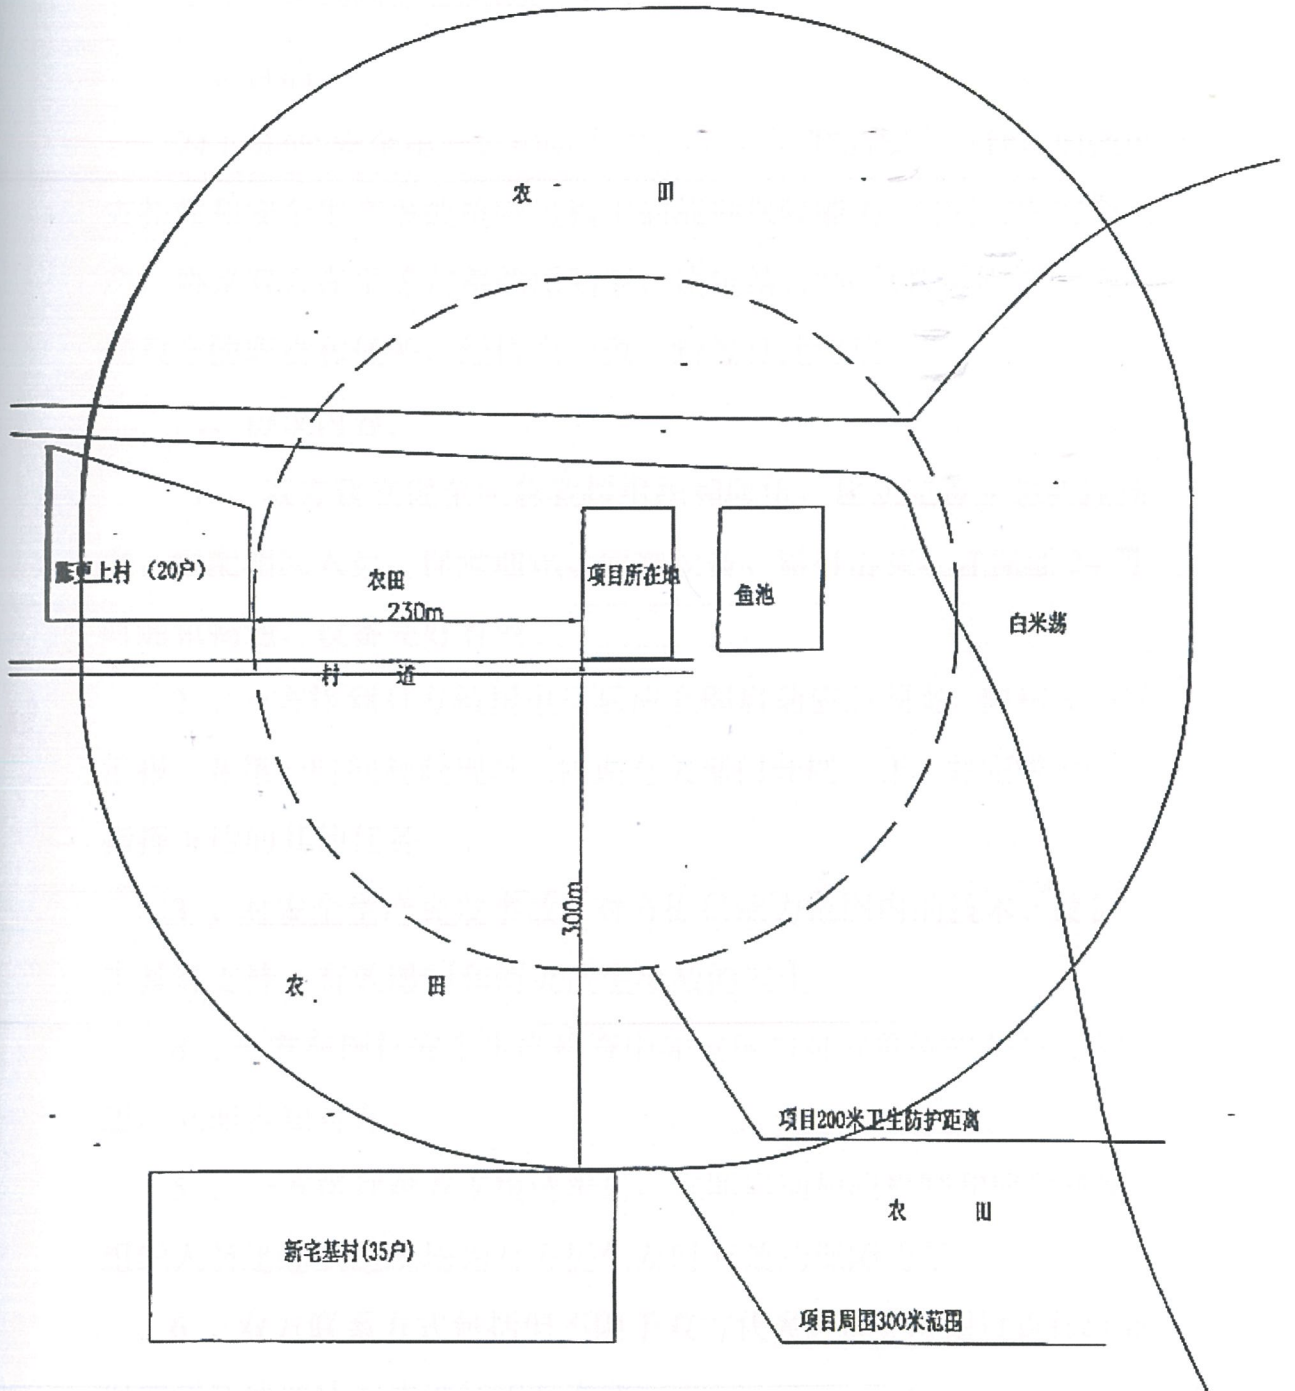 农 田
陈更上村（20户）
农田
230m
项目所在地
鱼池
白米荡
村 道
300m
农 田
项目200米卫生防护距离
新宅基村(35户)
农 田
项目周围300米范围